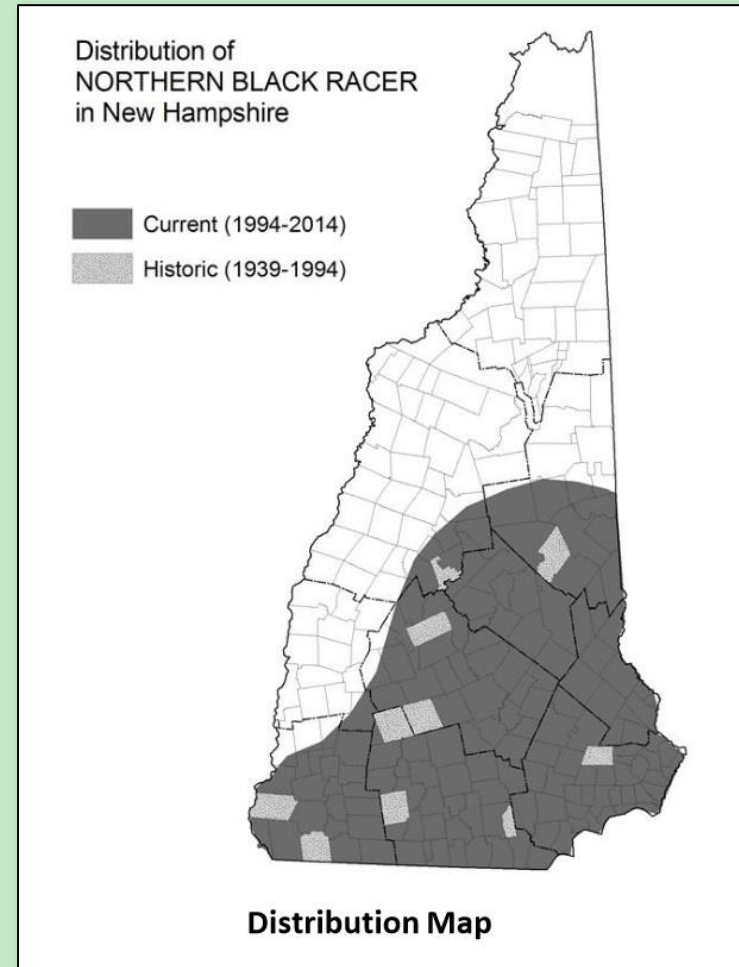 Distribution of
NORTHERN BLACK RACER
in New Hampshire
Current (1994-2014)
Historic (1939-1994)
Distribution Map